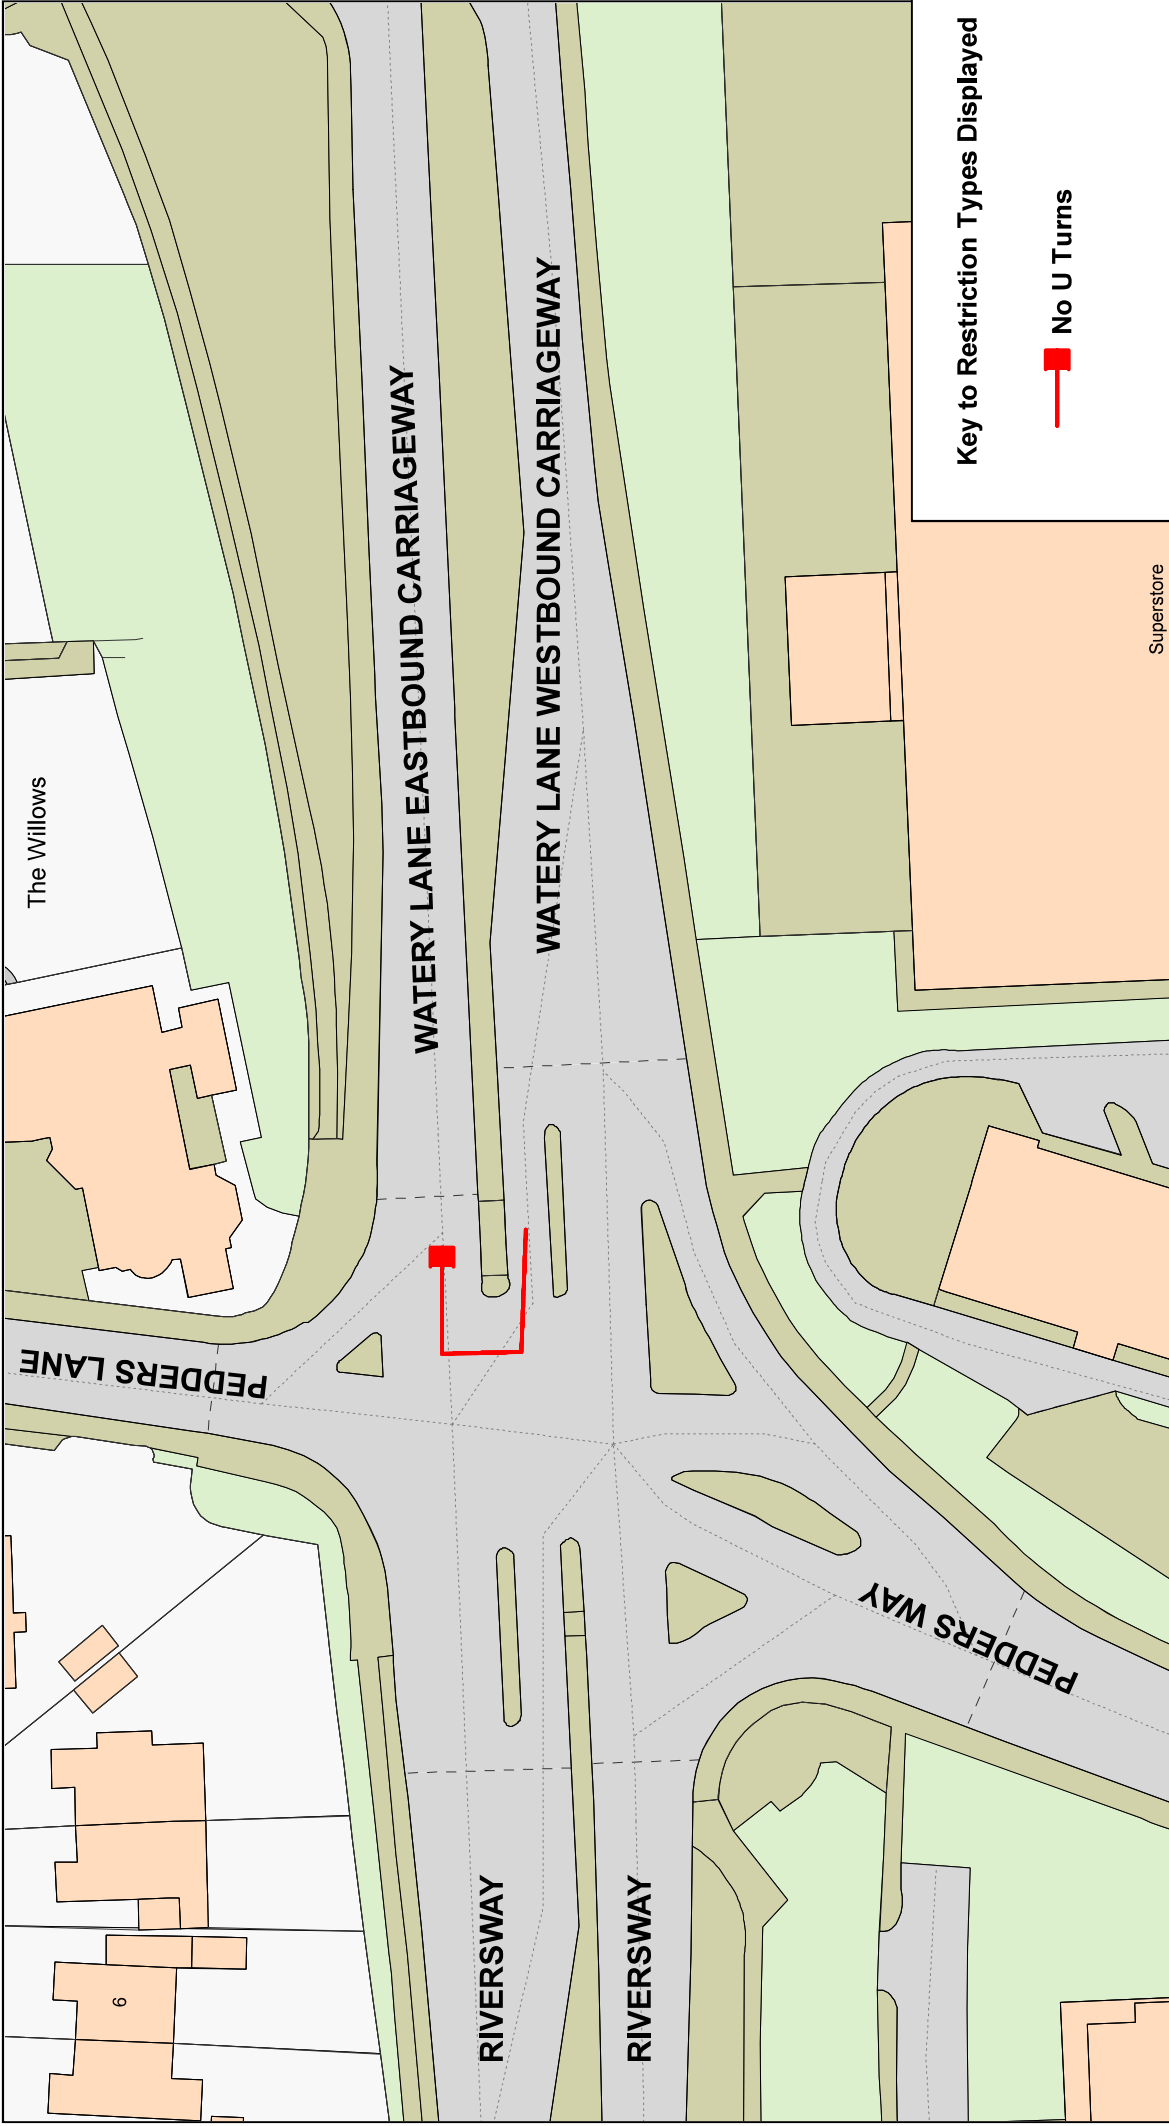 Key to Restriction Types Displayed
No U Turns
The Willows
WATERY LANE EASTBOUND CARRIAGEWAY
WATERY LANE WESTBOUND CARRIAGEWAY
Superstore
PEDDERS LANE
PEDDERS WAY
RIVERSWAY
RIVERSWAY
6